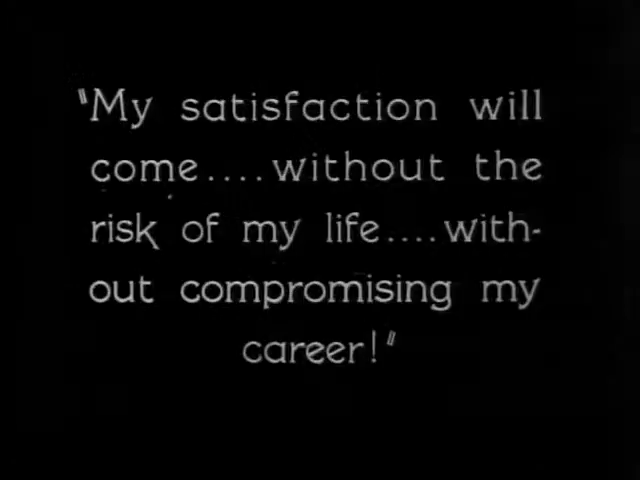 "My satisfaction will
come....without the
risk of my life....with-
out compromising my
career!"